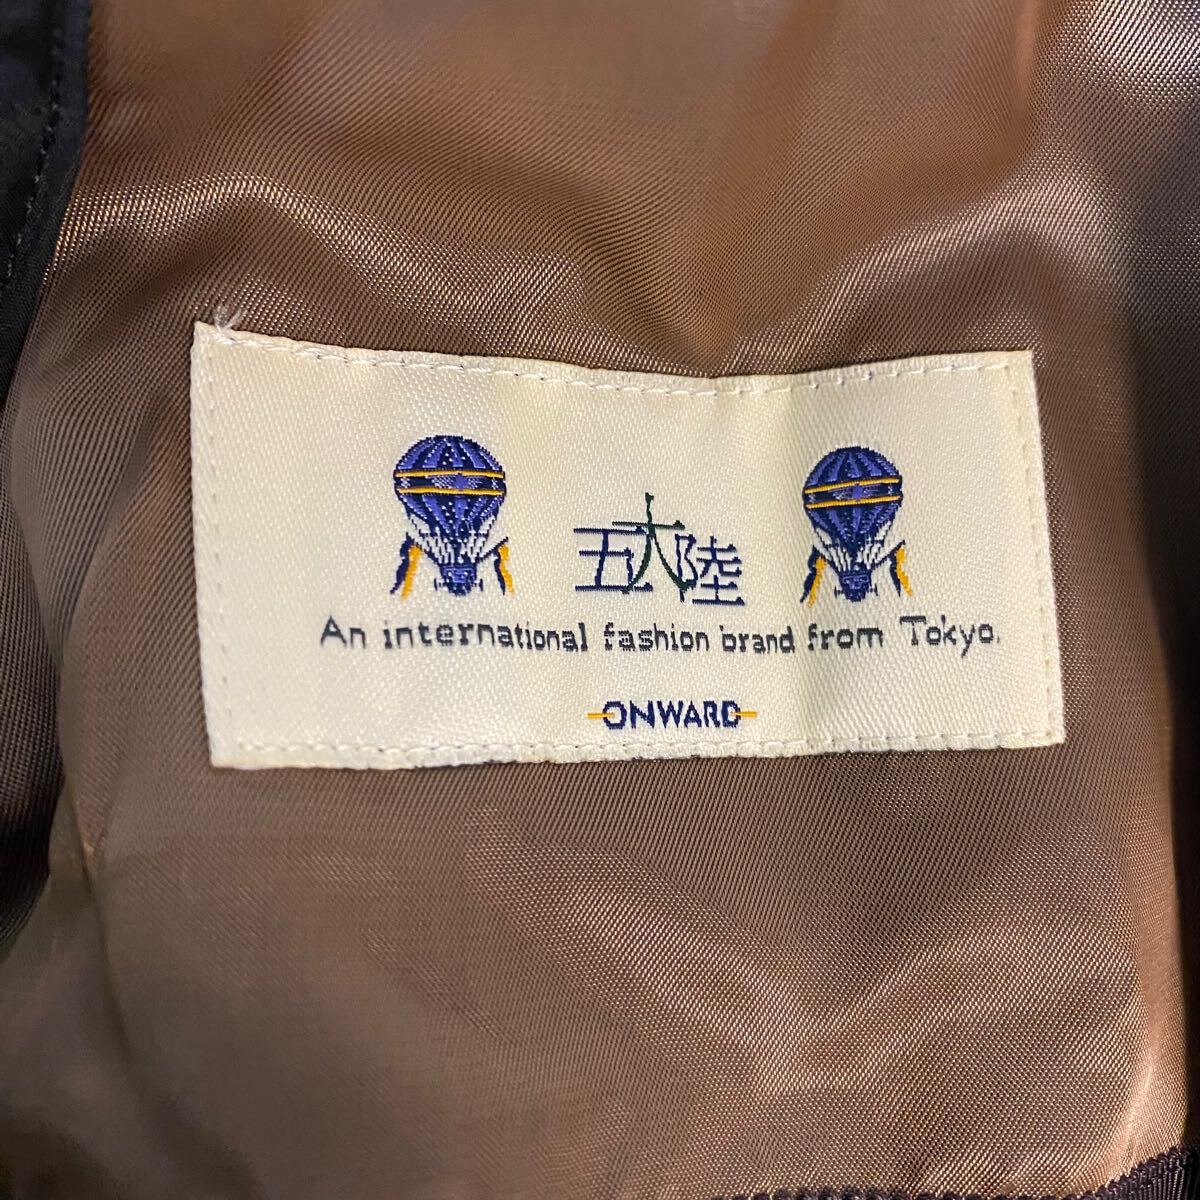 五大陸
An international fashion brand from Tokyo.
ONWARD